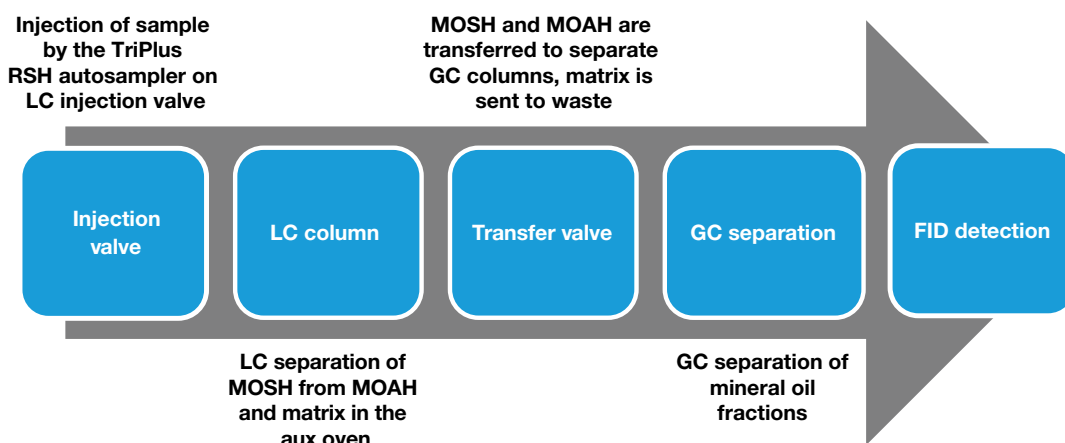 Injection of sample
by the TriPlus
RSH autosampler on
LC injection valve
MOSH and MOAH are
transferred to separate
GC columns, matrix is
sent to waste
Injection
valve
LC column
Transfer valve
GC separation
FID detection
LC separation of
MOSH from MOAH
and matrix in the
aux oven
GC separation of
mineral oil
fractions